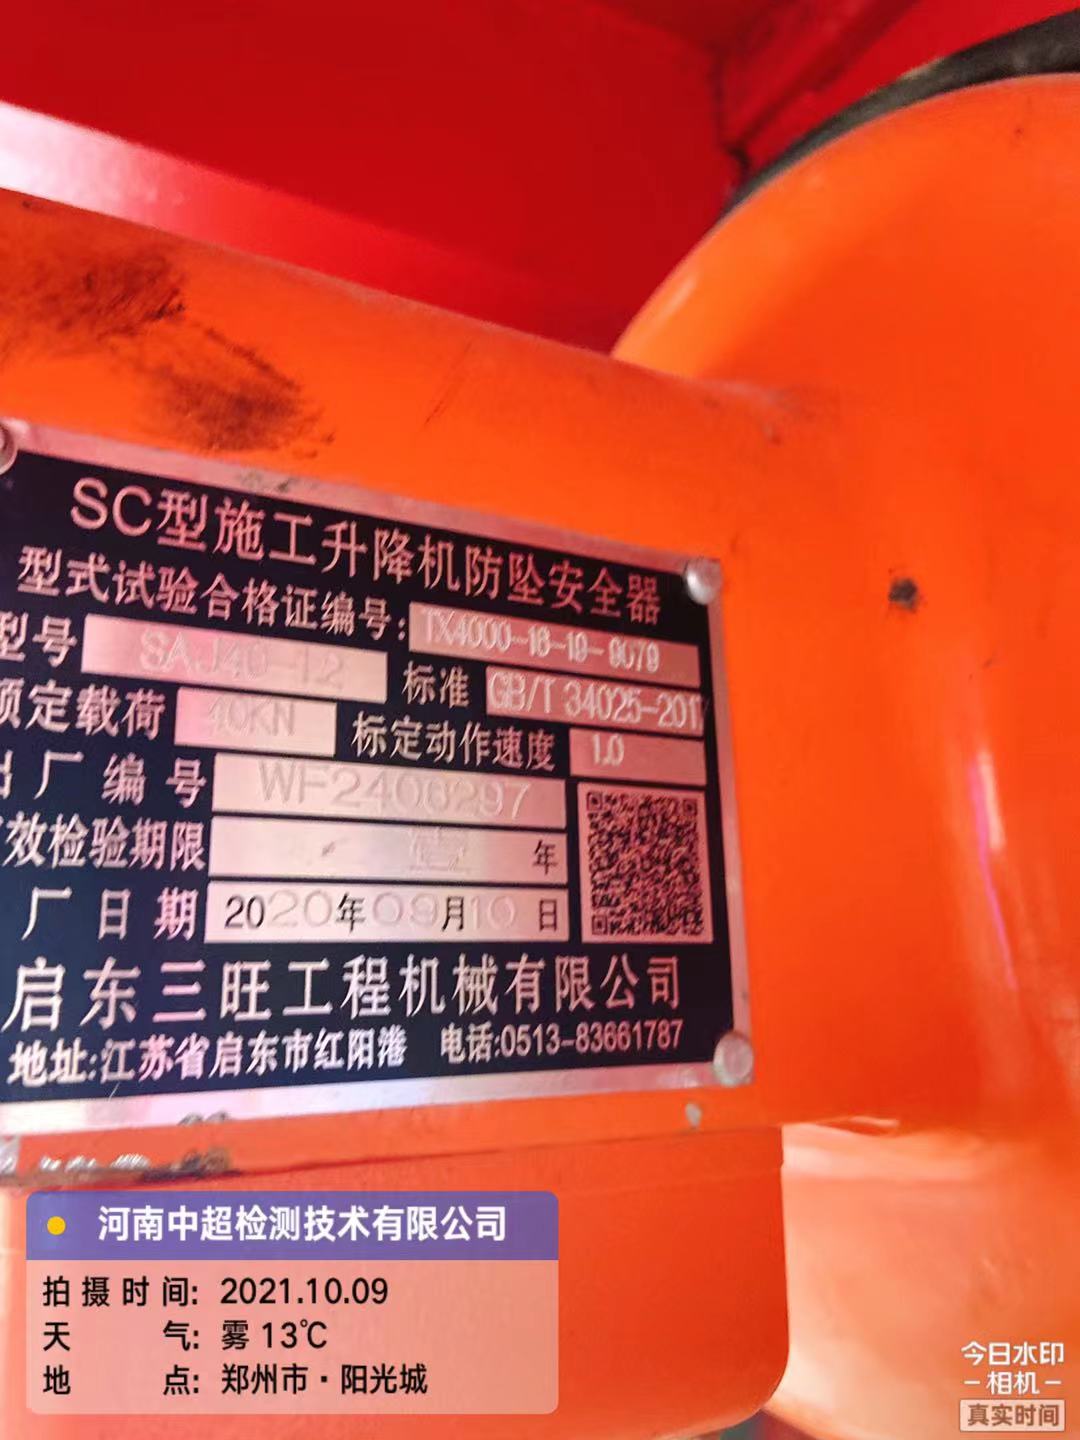 SC型施工升降机防坠安全器
型式试验合格证编号: TX4000-16-19-9079
型号 SAJ40-1.2 标准 GB/T 34025-2017
额定载荷 40KN 标定动作速度 1.0
出厂编号 WF2406297
有效检验期限 年
厂日期 2020年09月10日
启东三旺工程机械有限公司
地址:江苏省启东市红阳港 电话:0513-83661787
河南中超检测技术有限公司
拍摄时间: 2021.10.09
天气: 雾 13℃
地点: 郑州市·阳光城
今日水印
-相机-
真实时间